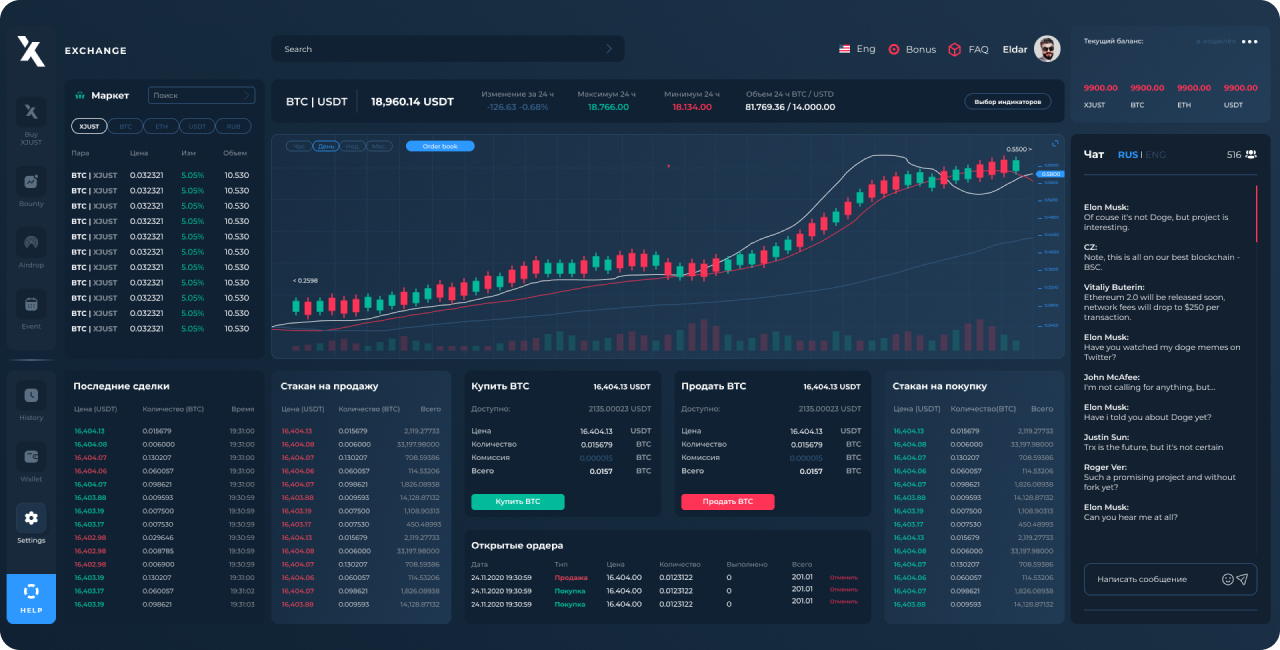 EXCHANGE
Search
Eng
Bonus
FAQ
Eldar
Текущий баланс:
9900.00 9900.00 9900.00 9900.00
XJUST BTC ETH USDT
Buy
XJUST
Bounty
Airdrop
Event
History
Wallet
Settings
HELP
Маркет
Поиск
XJUST BTC ETH USDT RUB
Пара Цена Изм Объем
BTC | XJUST 0.032321 5.05% 10.530
BTC | XJUST 0.032321 5.05% 10.530
BTC | XJUST 0.032321 5.05% 10.530
BTC | XJUST 0.032321 5.05% 10.530
BTC | XJUST 0.032321 5.05% 10.530
BTC | XJUST 0.032321 5.05% 10.530
BTC | XJUST 0.032321 5.05% 10.530
BTC | XJUST 0.032321 5.05% 10.530
BTC | XJUST 0.032321 5.05% 10.530
BTC | XJUST 0.032321 5.05% 10.530
BTC | XJUST 0.032321 5.05% 10.530
BTC | USDT
18,960.14 USDT
Изменение за 24 ч
-126.63 -0.68%
Максимум 24 ч
18.766.00
Минимум 24 ч
18.134.00
Объем 24 ч BTC / USTD
81.769.36 / 14.000.00
Выбор индикаторов
Час День Нед. Мес.
Order book
0.5500 >
0.5500
< 0.2598
Чат
RUS | ENG
516
Elon Musk:
Of couse it's not Doge, but project is
interesting.
CZ:
Note, this is all on our best blockchain -
BSC.
Vitaliy Buterin:
Ethereum 2.0 will be released soon,
network fees will drop to $250 per
transaction.
Elon Musk:
Have you watched my doge memes on
Twitter?
John McAfee:
I'm not calling for anything, but...
Elon Musk:
Have i told you about Doge yet?
Justin Sun:
Trx is the future, but it's not certain
Roger Ver:
Such a promising project and without
fork yet?
Elon Musk:
Can you hear me at all?
Написать сообщение
Последние сделки
Цена (USDT) Количество (BTC) Время
16,404.13 0.015679 19:31:00
16,404.08 0.006000 19:31:00
16,404.07 0.130207 19:31:00
16,404.06 0.060057 19:31:00
16,404.07 0.098621 19:31:00
16,403.88 0.009593 19:30:59
16,403.19 0.007500 19:30:59
16,403.17 0.007530 19:30:59
16,402.98 0.029646 19:30:59
16,402.98 0.008785 19:30:59
16,402.98 0.006900 19:30:59
16,403.19 0.130207 19:31:00
16,403.17 0.060057 19:31:02
16,403.19 0.098621 19:31:03
Стакан на продажу
Цена (USDT) Количество (BTC) Всего
16,404.13 0.015679 2,119.27733
16,404.08 0.006000 33,197.98000
16,404.07 0.130207 708.59386
16,404.06 0.060057 114.53206
16,404.07 0.098621 1,826.08938
16,403.88 0.009593 14,128.87132
16,403.19 0.007500 1,108.90313
16,403.17 0.007530 450.48993
16,404.13 0.015679 2,119.27733
16,404.08 0.006000 33,197.98000
16,404.07 0.130207 708.59386
16,404.06 0.060057 114.53206
16,404.07 0.098621 1,826.08938
16,403.88 0.009593 14,128.87132
Купить BTC 16,404.13 USDT
Доступно: 2135.00023 USDT
Цена 16.404.13 USDT
Количество 0.015679 BTC
Комиссия 0.000015 BTC
Всего 0.0157 BTC
Купить BTC
Продать BTC 16,404.13 USDT
Доступно: 2135.00023 USDT
Цена 16.404.13 USDT
Количество 0.015679 BTC
Комиссия 0.000015 BTC
Всего 0.0157 BTC
Продать BTC
Открытые ордера
Дата Тип Цена Количество Выполнено Всего
24.11.2020 19:30:59 Продажа 16.404.00 0.0123122 0 201.01 Отменить
24.11.2020 19:30:59 Покупка 16.404.00 0.0123122 0 201.01 Отменить
24.11.2020 19:30:59 Покупка 16.404.00 0.0123122 0 201.01 Отменить
Стакан на покупку
Цена (USDT) Количество(BTC) Всего
16,404.13 0.015679 2,119.27733
16,404.08 0.006000 33,197.98000
16,404.07 0.130207 708.59386
16,404.06 0.060057 114.53206
16,404.07 0.098621 1,826.08938
16,403.88 0.009593 14,128.87132
16,403.19 0.007500 1,108.90313
16,403.17 0.007530 450.48993
16,404.13 0.015679 2,119.27733
16,404.08 0.006000 33,197.98000
16,404.07 0.130207 708.59386
16,404.06 0.060057 114.53206
16,404.07 0.098621 1,826.08938
16,403.88 0.009593 14,128.87132